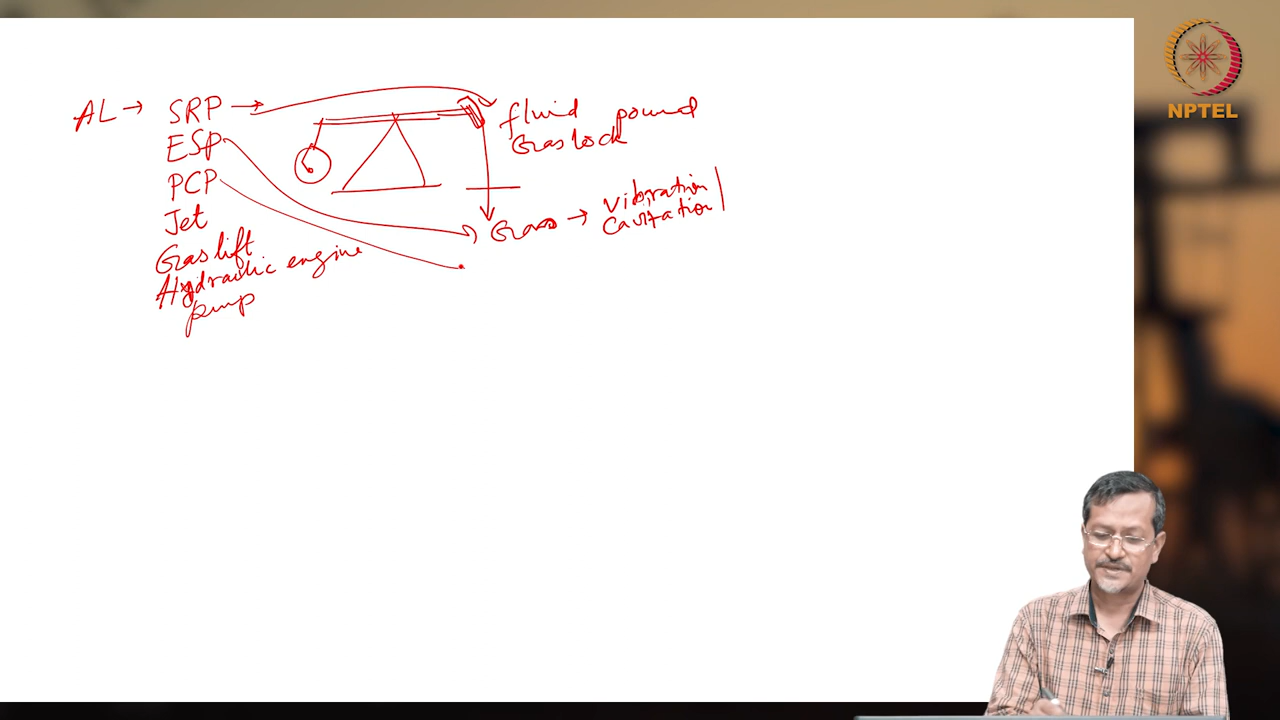 AL → SRP →
ESP
PCP
Jet
Gas lift
Hydraulic engine
pump
fluid pound
Gas lock
Gas → vibration
Cavitation
NPTEL